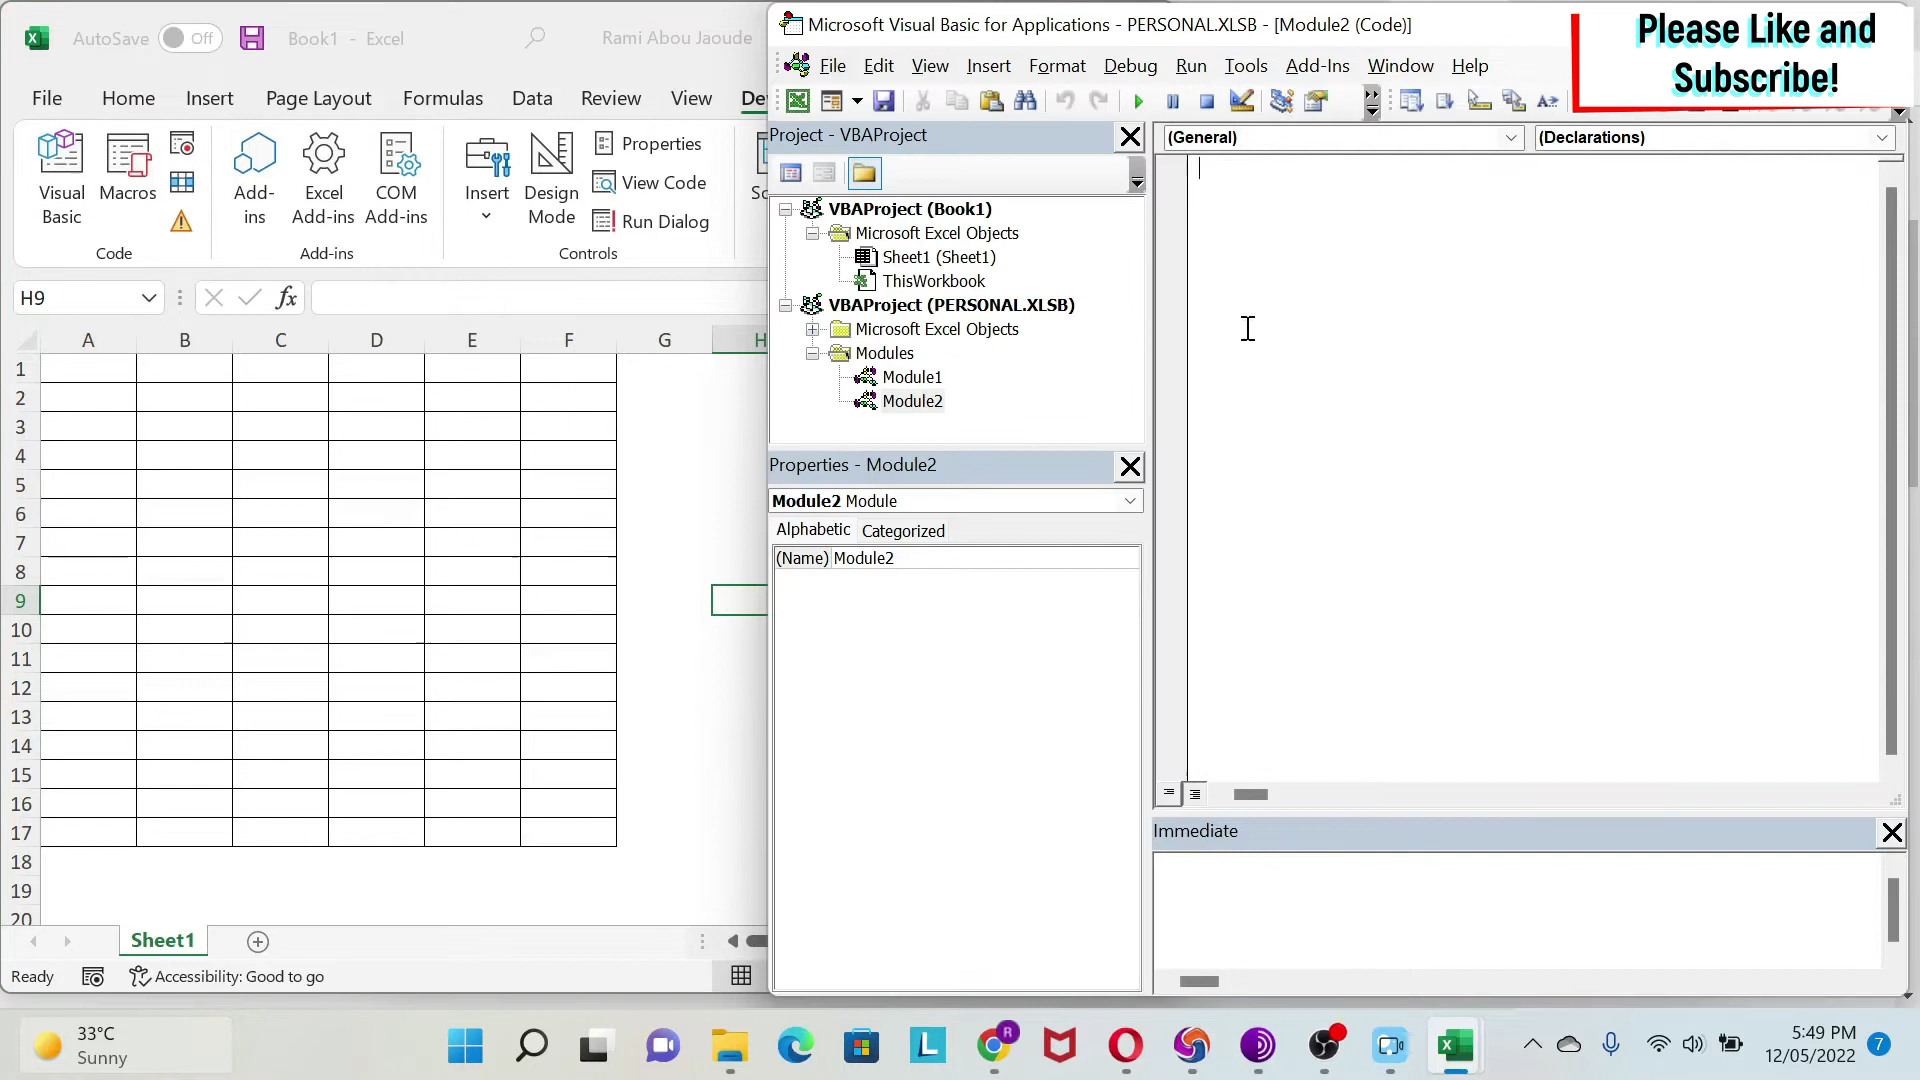 AutoSave Off Book1 - Excel Rami Abou Jaoude
File Home Insert Page Layout Formulas Data Review View De
Visual Basic
Macros
Code
Add-ins
Excel Add-ins
COM Add-ins
Add-ins
Insert
Design Mode
Properties
View Code
Run Dialog
Controls
H9
fx
A B C D E F G H
1
2
3
4
5
6
7
8
9
10
11
12
13
14
15
16
17
18
19
20
Sheet1
Ready Accessibility: Good to go
Microsoft Visual Basic for Applications - PERSONAL.XLSB - [Module2 (Code)]
Please Like and
Subscribe!
File Edit View Insert Format Debug Run Tools Add-Ins Window Help
Project - VBAProject
VBAProject (Book1)
Microsoft Excel Objects
Sheet1 (Sheet1)
ThisWorkbook
VBAProject (PERSONAL.XLSB)
Microsoft Excel Objects
Modules
Module1
Module2
Properties - Module2
Module2 Module
Alphabetic Categorized
(Name) Module2
(General) (Declarations)
Immediate
33°C
Sunny
L
R
5:49 PM
12/05/2022
7